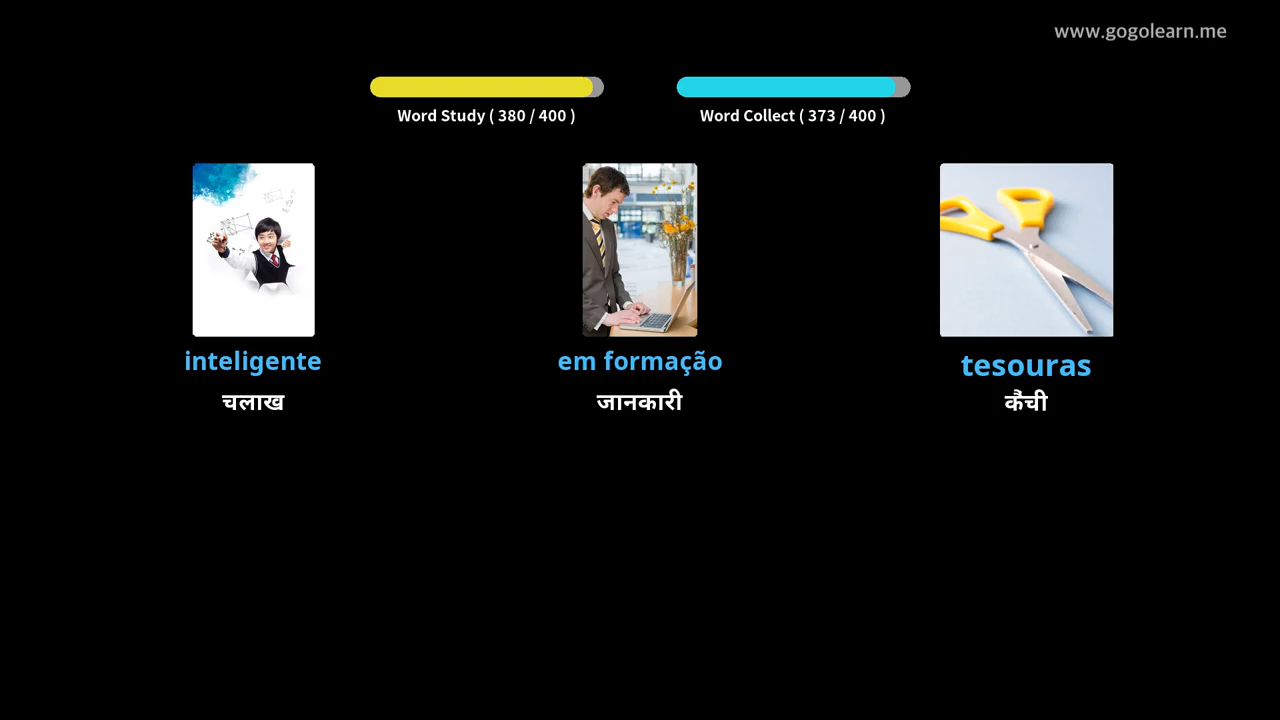 www.gogolearn.me
Word Study ( 380 / 400 )
Word Collect ( 373 / 400 )
inteligente
चलाख
em formação
जानकारी
tesouras
कैंची